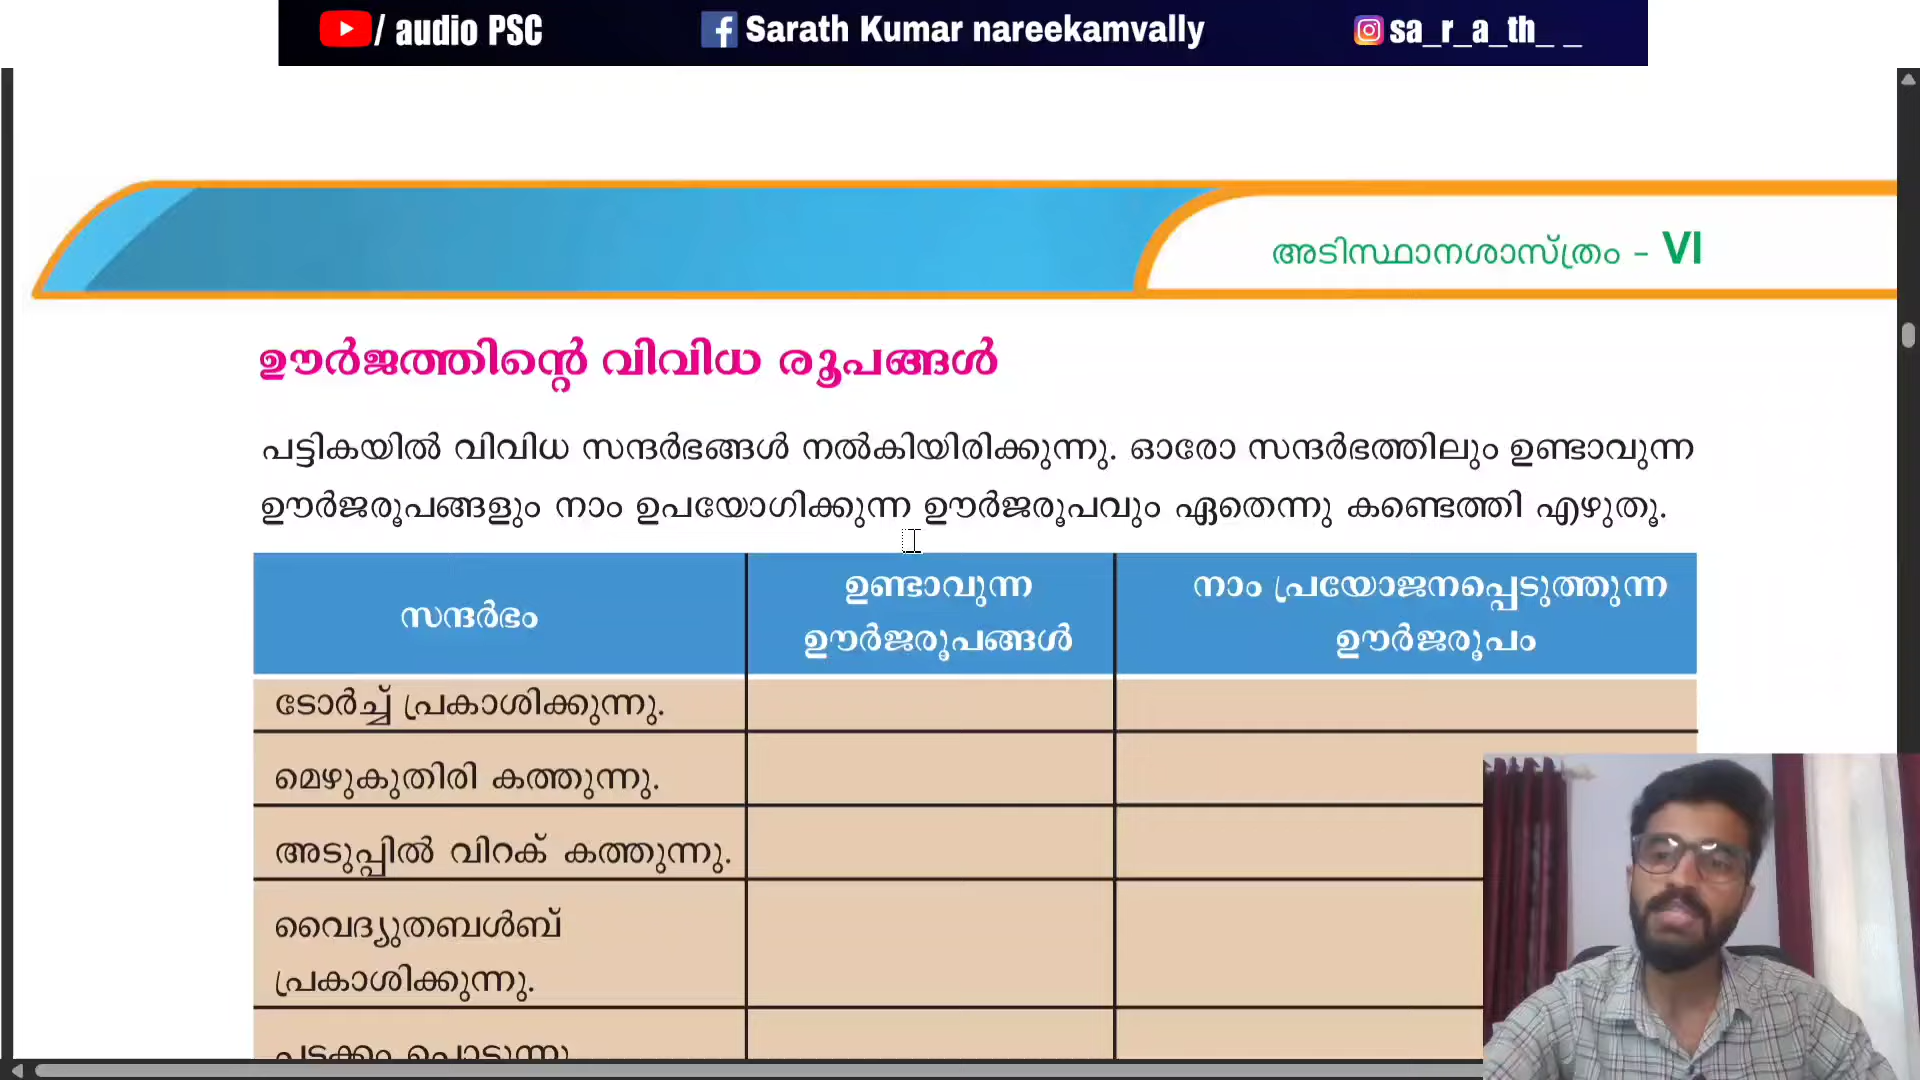 / audio PSC
Sarath Kumar nareekamvally
sa_r_a_th_ _
അടിസ്ഥാനശാസ്ത്രം - VI
ഊർജത്തിന്റെ വിവിധ രൂപങ്ങൾ
പട്ടികയിൽ വിവിധ സന്ദർഭങ്ങൾ നൽകിയിരിക്കുന്നു. ഓരോ സന്ദർഭത്തിലും ഉണ്ടാവുന്ന
ഊർജരൂപങ്ങളും നാം ഉപയോഗിക്കുന്ന ഊർജരൂപവും ഏതെന്നു കണ്ടെത്തി എഴുതൂ.
സന്ദർഭം
ഉണ്ടാവുന്ന
ഊർജരൂപങ്ങൾ
നാം പ്രയോജനപ്പെടുത്തുന്ന
ഊർജരൂപം
ടോർച്ച് പ്രകാശിക്കുന്നു.
മെഴുകുതിരി കത്തുന്നു.
അടുപ്പിൽ വിറക് കത്തുന്നു.
വൈദ്യുതബൾബ്
പ്രകാശിക്കുന്നു.
പടക്കം പൊട്ടുന്നു